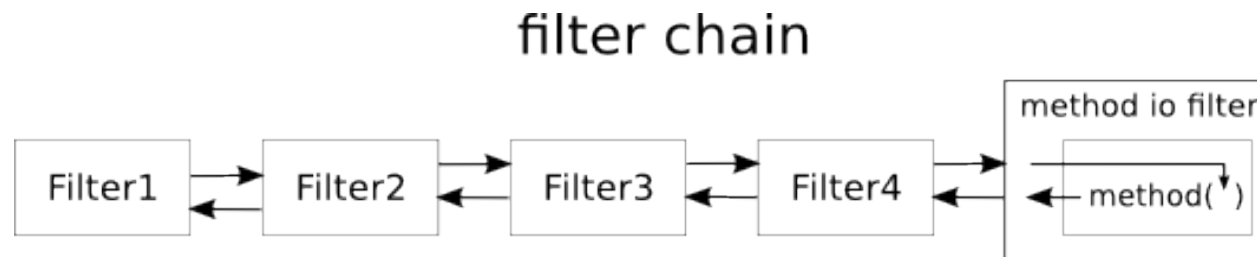 filter chain
method io filter
Filter1
Filter2
Filter3
Filter4
method( )